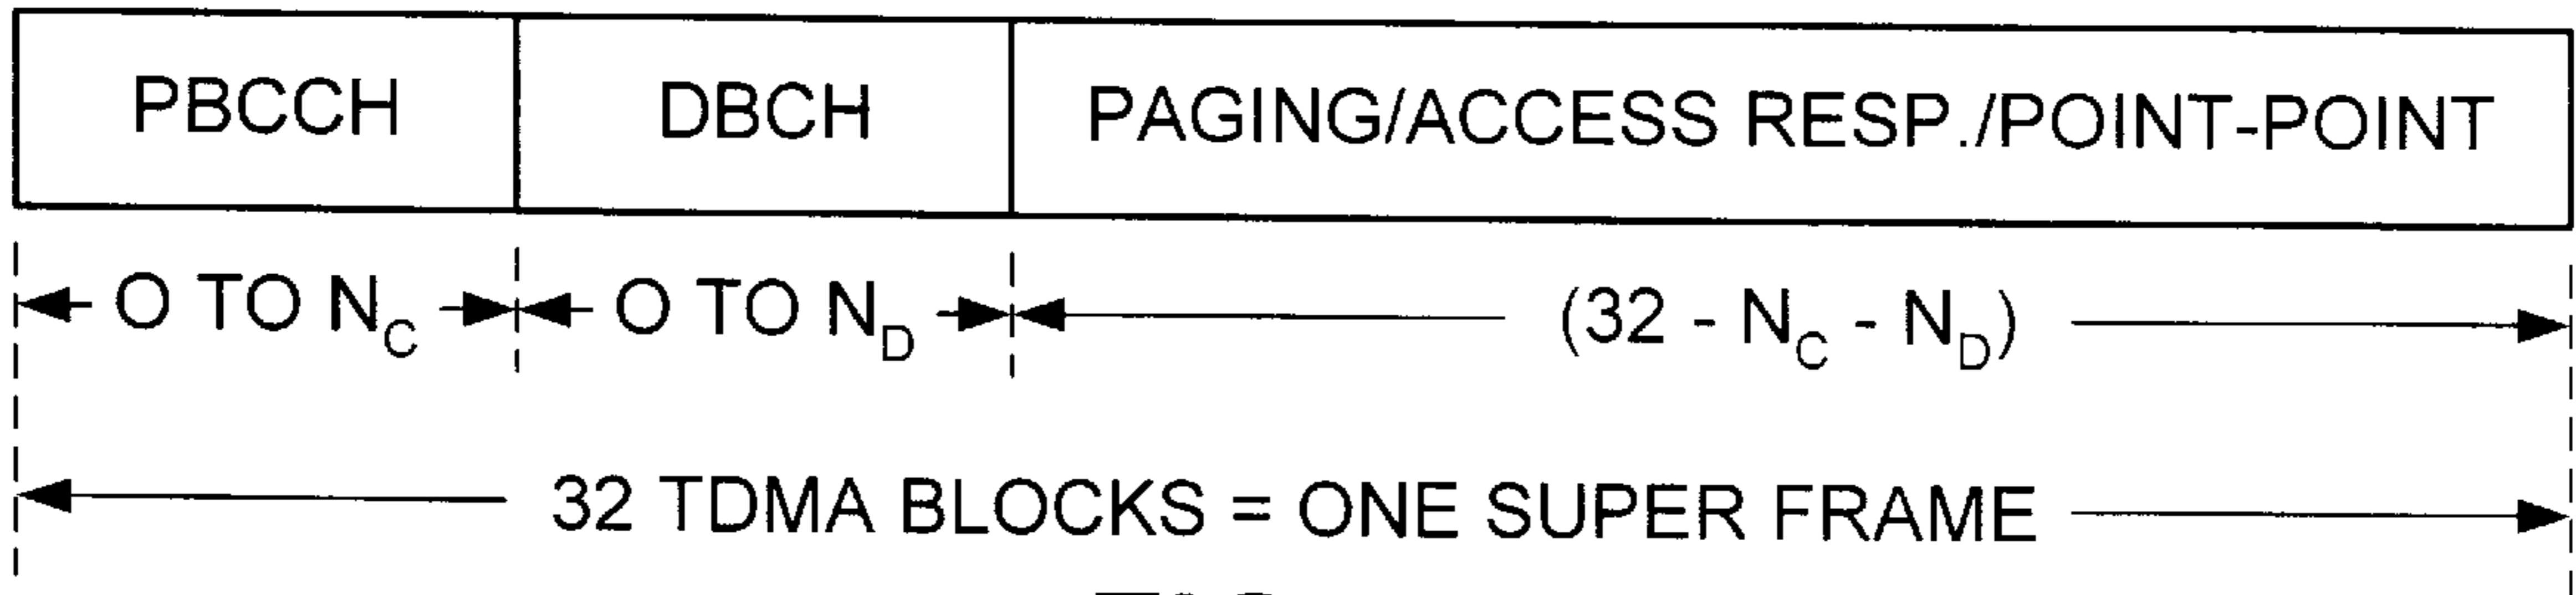 PBCCH DBCH PAGING/ACCESS RESP./POINT-POINT
O TO N_C O TO N_D (32 - N_C - N_D)
32 TDMA BLOCKS = ONE SUPER FRAME